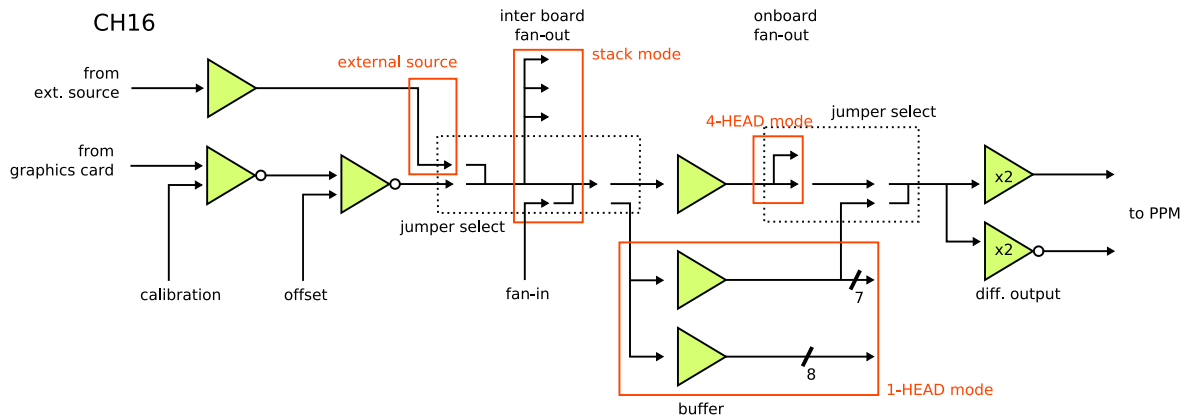 CH16
inter board
fan-out
onboard
fan-out
external source
stack mode
from
ext. source
4-HEAD mode
jumper select
from
graphics card
x2
jumper select
to PPM
x2
calibration
offset
fan-in
7
diff. output
8
1-HEAD mode
buffer